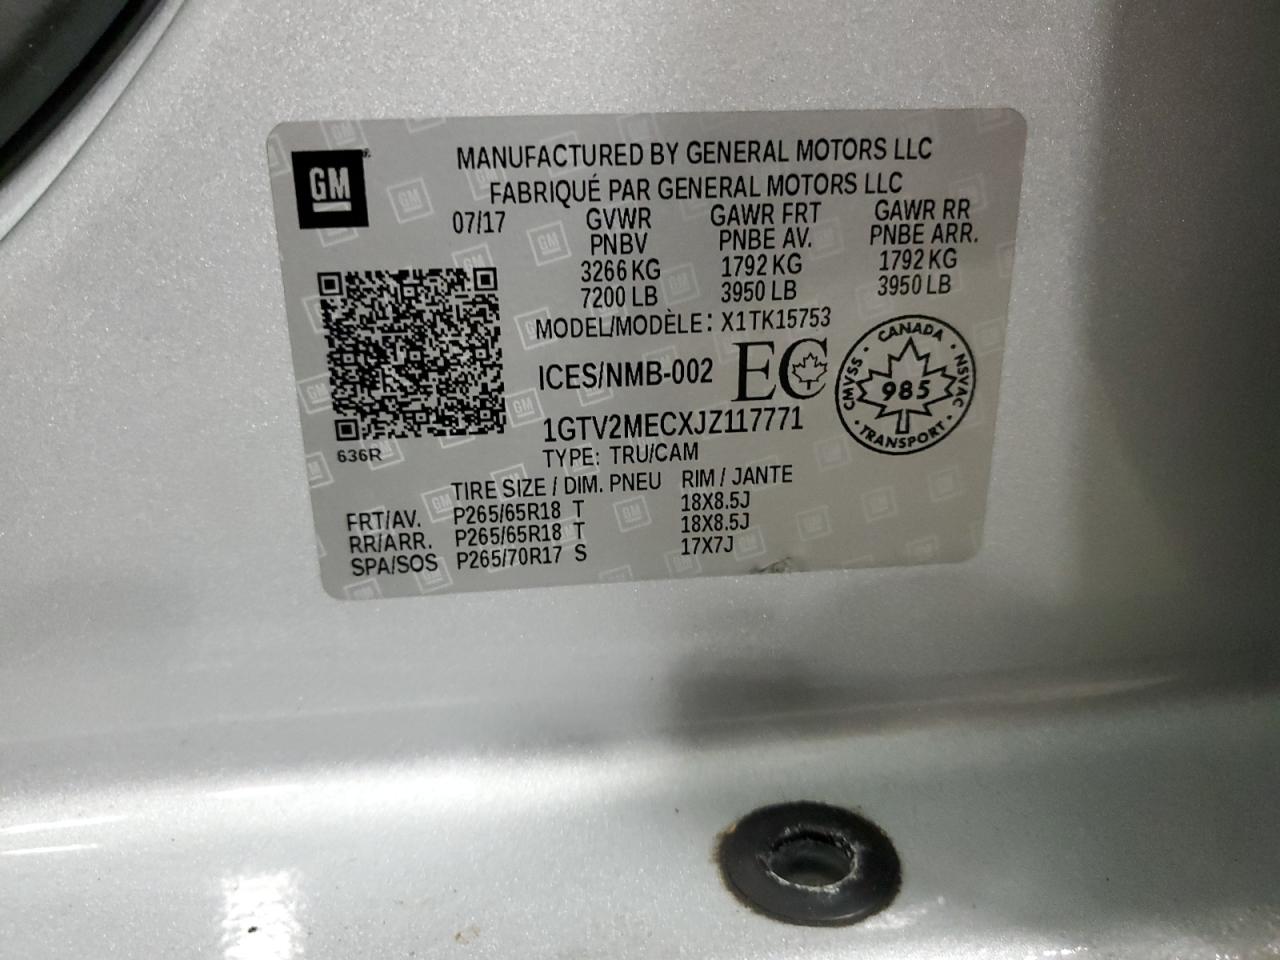 GM
MANUFACTURED BY GENERAL MOTORS LLC
FABRIQUÉ PAR GENERAL MOTORS LLC
07/17 GVWR GAWR FRT GAWR RR
PNBV PNBE AV. PNBE ARR.
3266 KG 1792 KG 1792 KG
7200 LB 3950 LB 3950 LB
MODEL/MODÈLE: X1TK15753
ICES/NMB-002 EC
CANADA
CMVSS 985 NSVAC
TRANSPORT
1GTV2MECXJZ117771
636R
TYPE: TRU/CAM
TIRE SIZE / DIM. PNEU RIM / JANTE
FRT/AV. P265/65R18 T 18X8.5J
RR/ARR. P265/65R18 T 18X8.5J
SPA/SOS P265/70R17 S 17X7J